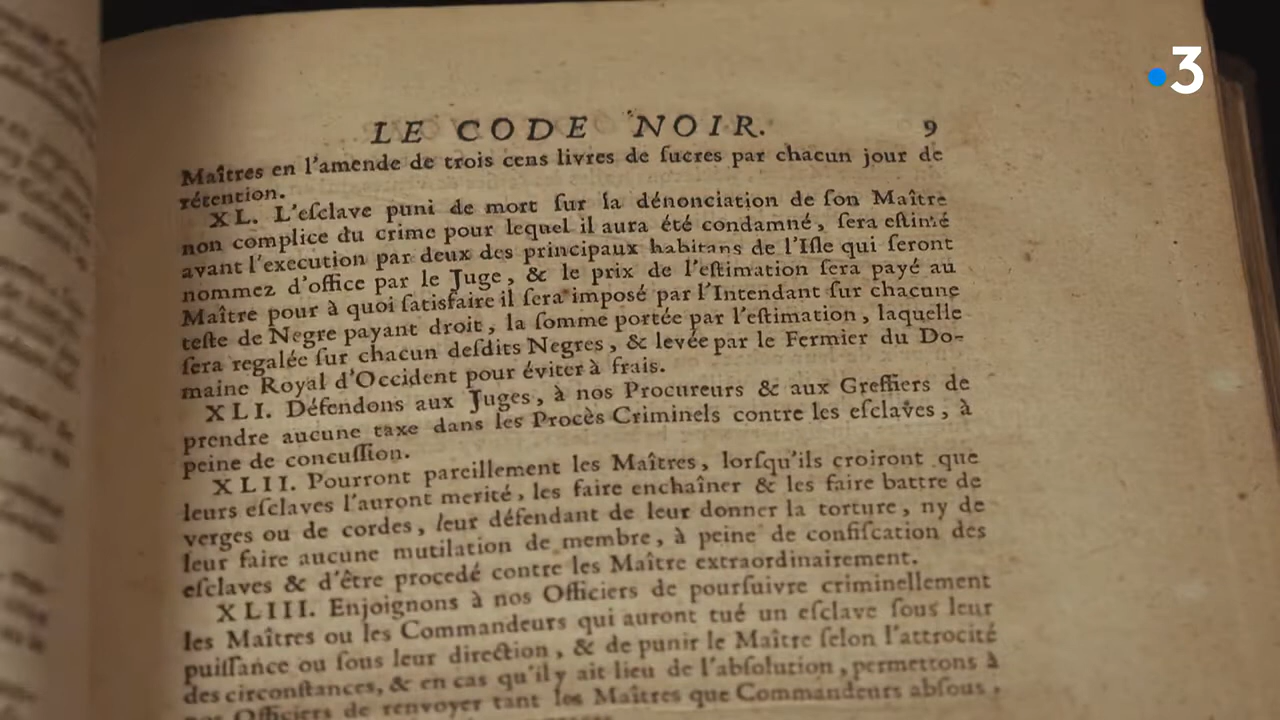 3
LE CODE NOIR. 9
Maîtres en l'amende de trois cens livres de ſucres par chacun jour de
rétention.
XL. L'eſclave puni de mort ſur la dénonciation de ſon Maître
non complice du crime pour lequel il aura été condamné, ſera eſtimé
avant l'execution par deux des principaux habitans de l'Iſle qui ſeront
nommez d'office par le Juge, & le prix de l'eſtimation ſera payé au
Maître pour à quoi ſatisfaire il ſera imposé par l'Intendant ſur chacune
teſte de Negre payant droit, la ſomme portée par l'eſtimation, laquelle
ſera regalée ſur chacun deſdits Negres, & levée par le Fermier du Do-
maine Royal d'Occident pour éviter à frais.
XLI. Défendons aux Juges, à nos Procureurs & aux Greffiers de
prendre aucune taxe dans les Procès Criminels contre les eſclaves, à
peine de concuſſion.
XLII. Pourront pareillement les Maîtres, lorſqu'ils croiront que
leurs eſclaves l'auront merité, les faire enchaîner & les faire battre de
verges ou de cordes, leur défendant de leur donner la torture, ny de
leur faire aucune mutilation de membre, à peine de confiſcation des
eſclaves & d'être procedé contre les Maître extraordinairement.
XLIII. Enjoignons à nos Officiers de pourſuivre criminellement
les Maîtres ou les Commandeurs qui auront tué un eſclave ſous leur
puiſſance ou ſous leur direction, & de punir le Maître ſelon l'attrocité
des circonſtances, & en cas qu'il y ait lieu de l'abſolution, permettons à
nos Officiers de renvoyer tant les Maîtres que Commandeurs abſous,